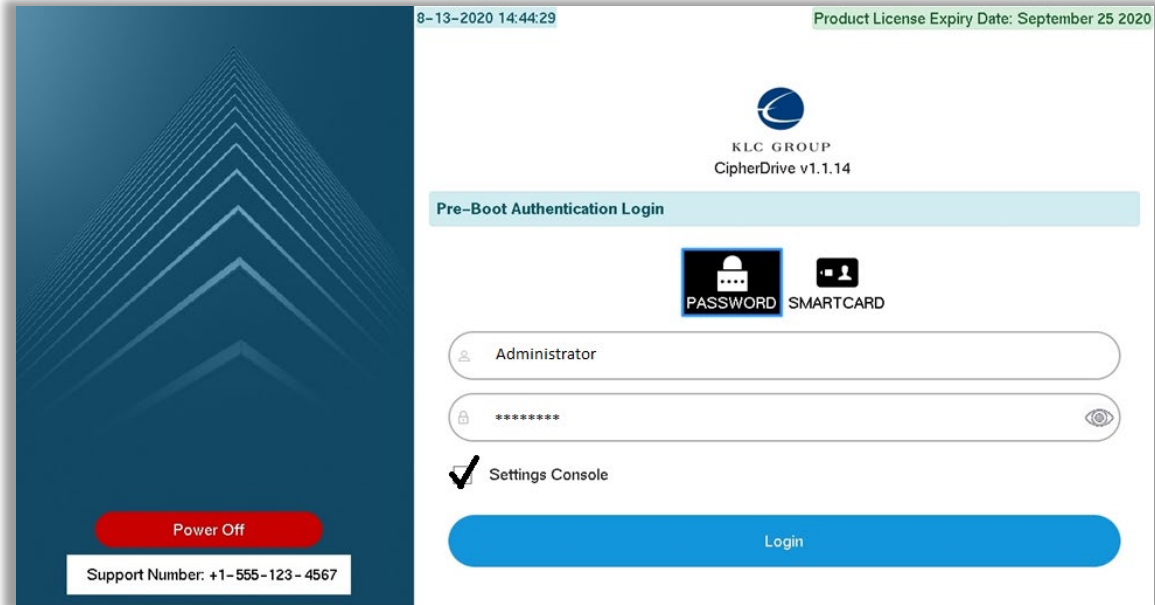 8-13-2020 14:44:29
Product License Expiry Date: September 25 2020
KLC GROUP
CipherDrive v1.1.14
Pre-Boot Authentication Login
PASSWORD SMARTCARD
Administrator
********
Settings Console
Login
Power Off
Support Number: +1-555-123-4567